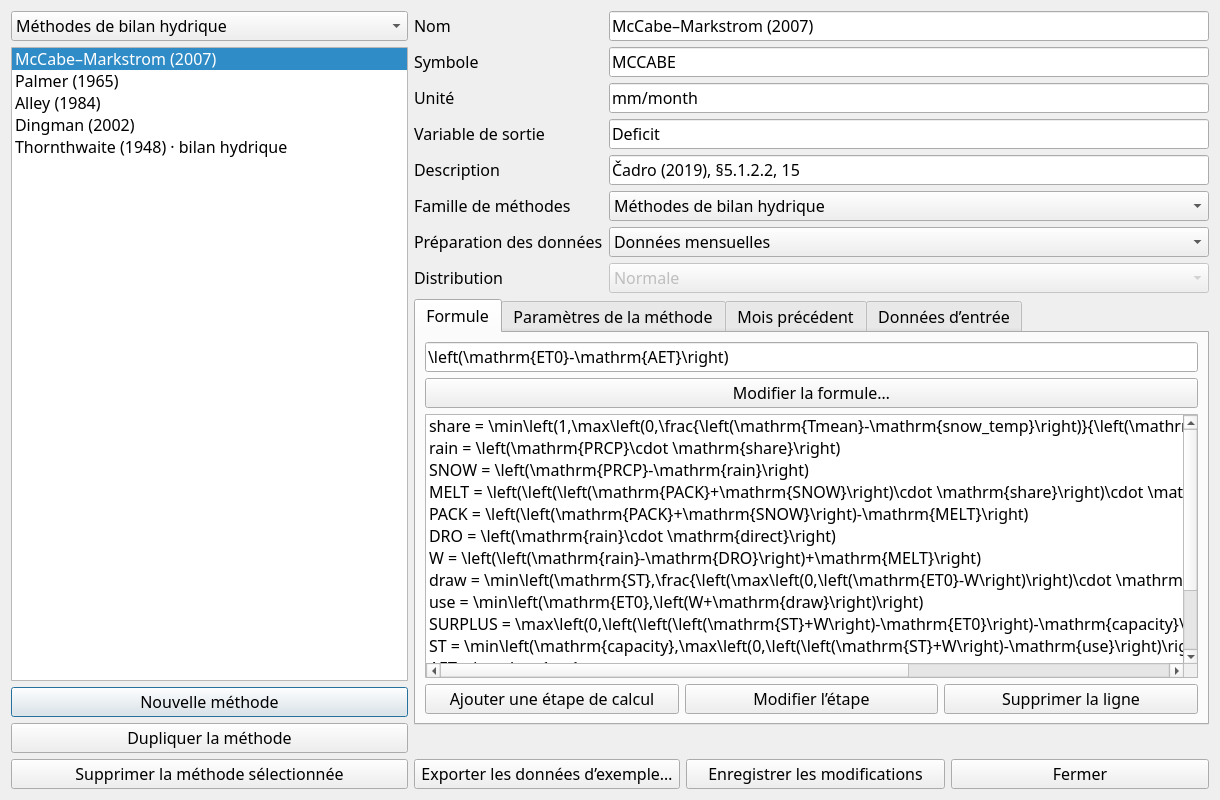 Méthodes de bilan hydrique
McCabe–Markstrom (2007)
Palmer (1965)
Alley (1984)
Dingman (2002)
Thornthwaite (1948) · bilan hydrique
Nouvelle méthode
Dupliquer la méthode
Supprimer la méthode sélectionnée
Nom
McCabe–Markstrom (2007)
Symbole
MCCABE
Unité
mm/month
Variable de sortie
Deficit
Description
Čadro (2019), §5.1.2.2, 15
Famille de méthodes
Méthodes de bilan hydrique
Préparation des données
Données mensuelles
Distribution
Normale
Formule
Paramètres de la méthode
Mois précédent
Données d’entrée
\left(\mathrm{ET0}-\mathrm{AET}\right)
Modifier la formule...
share = \min\left(1,\max\left(0,\frac{\left(\mathrm{Tmean}-\mathrm{snow_temp}\right)}{\left(\mathr
rain = \left(\mathrm{PRCP}\cdot \mathrm{share}\right)
SNOW = \left(\mathrm{PRCP}-\mathrm{rain}\right)
MELT = \left(\left(\left(\mathrm{PACK}+\mathrm{SNOW}\right)\cdot \mathrm{share}\right)\cdot \mat
PACK = \left(\left(\mathrm{PACK}+\mathrm{SNOW}\right)-\mathrm{MELT}\right)
DRO = \left(\mathrm{rain}\cdot \mathrm{direct}\right)
W = \left(\left(\mathrm{rain}-\mathrm{DRO}\right)+\mathrm{MELT}\right)
draw = \min\left(\mathrm{ST},\frac{\left(\max\left(0,\left(\mathrm{ET0}-W\right)\right)\cdot \mathrm
use = \min\left(\mathrm{ET0},\left(W+\mathrm{draw}\right)\right)
SURPLUS = \max\left(0,\left(\left(\left(\mathrm{ST}+W\right)-\mathrm{ET0}\right)-\mathrm{capacity}\
ST = \min\left(\mathrm{capacity},\max\left(0,\left(\left(\mathrm{ST}+W\right)-\mathrm{use}\right)\rig
Ajouter une étape de calcul
Modifier l’étape
Supprimer la ligne
Exporter les données d’exemple...
Enregistrer les modifications
Fermer